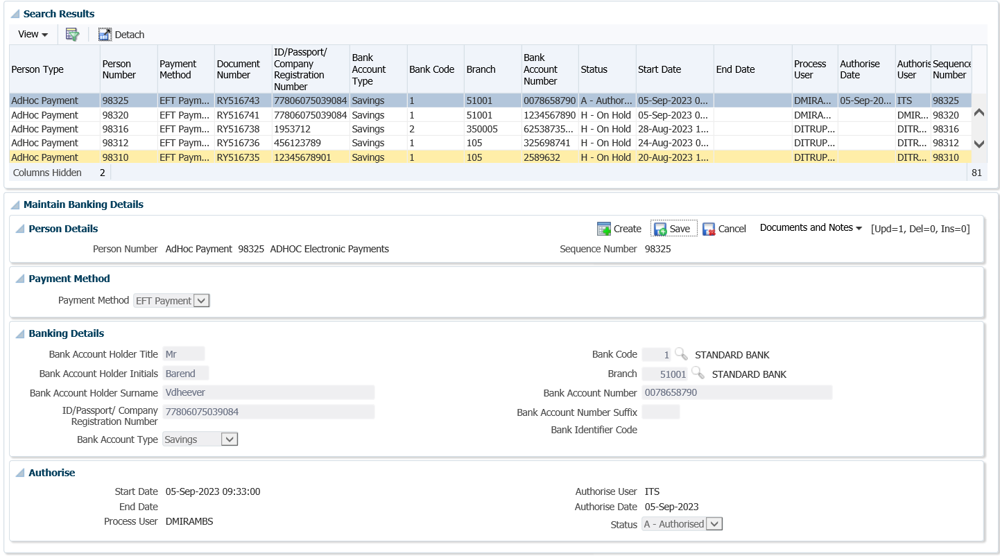 Search Results
View Detach
Person Type Person Number Payment Method Document Number ID/Passport/ Company Registration Number Bank Account Type Bank Code Branch Bank Account Number Status Start Date End Date Process User Authorise Date Authoris User Sequence Number
AdHoc Payment 98325 EFT Paym... RY516743 77806075039084 Savings 1 51001 0078658790 A - Author... 05-Sep-2023 0... DMIRA... 05-Sep-20... ITS 98325
AdHoc Payment 98320 EFT Paym... RY516741 77806075039084 Savings 1 51001 1234567890 H - On Hold 05-Sep-2023 0... DMIRA... DMIR... 98320
AdHoc Payment 98316 EFT Paym... RY516738 1953712 Savings 2 350005 62538735... H - On Hold 28-Aug-2023 1... DITRUP... DITR... 98316
AdHoc Payment 98312 EFT Paym... RY516736 456123789 Savings 1 105 325698741 H - On Hold 24-Aug-2023 1... DITRUP... DITR... 98312
AdHoc Payment 98310 EFT Paym... RY516735 12345678901 Savings 1 105 2589632 H - On Hold 20-Aug-2023 1... DITRUP... DITR... 98310
Columns Hidden 2 81
Maintain Banking Details
Person Details Create Save Cancel Documents and Notes [Upd=1, Del=0, Ins=0]
Person Number AdHoc Payment 98325 ADHOC Electronic Payments Sequence Number 98325
Payment Method
Payment Method EFT Payment
Banking Details
Bank Account Holder Title Mr Bank Code 1 STANDARD BANK
Bank Account Holder Initials Barend Branch 51001 STANDARD BANK
Bank Account Holder Surname Vdheever Bank Account Number 0078658790
ID/Passport/ Company Registration Number 77806075039084 Bank Account Number Suffix
Bank Identifier Code
Bank Account Type Savings
Authorise
Start Date 05-Sep-2023 09:33:00 Authorise User ITS
End Date Authorise Date 05-Sep-2023
Process User DMIRAMBS Status A - Authorised